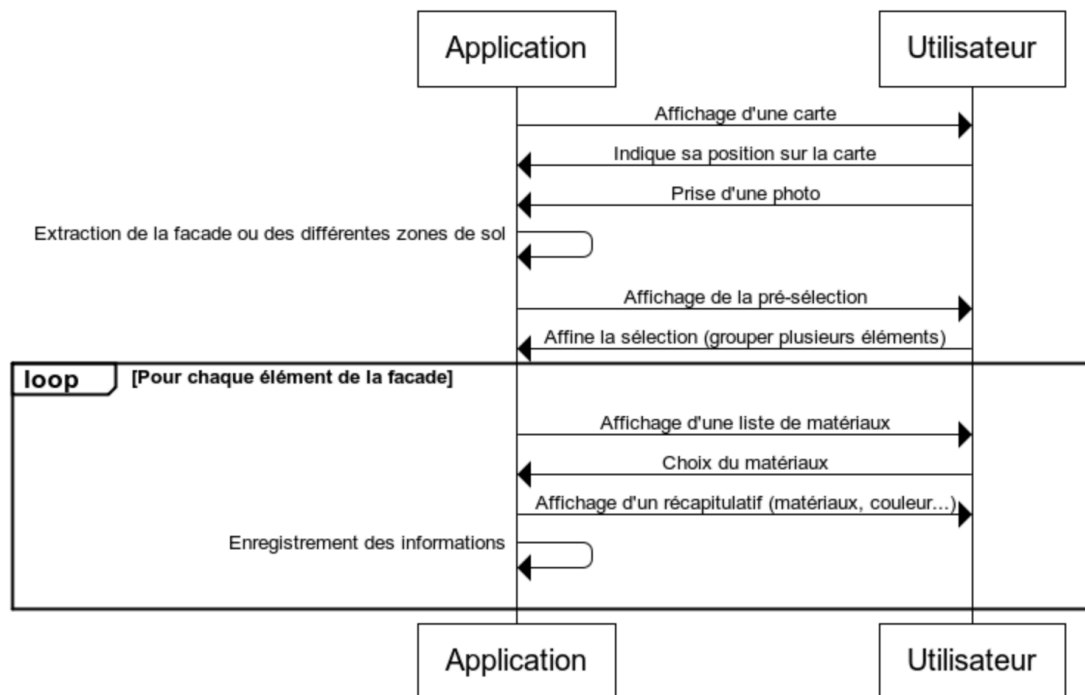 Application
Utilisateur
Affichage d'une carte
Indique sa position sur la carte
Prise d'une photo
Extraction de la facade ou des différentes zones de sol
Affichage de la pré-sélection
Affine la sélection (grouper plusieurs éléments)
loop
[Pour chaque élément de la facade]
Affichage d'une liste de matériaux
Choix du matériaux
Affichage d'un récapitulatif (matériaux, couleur...)
Enregistrement des informations
Application
Utilisateur